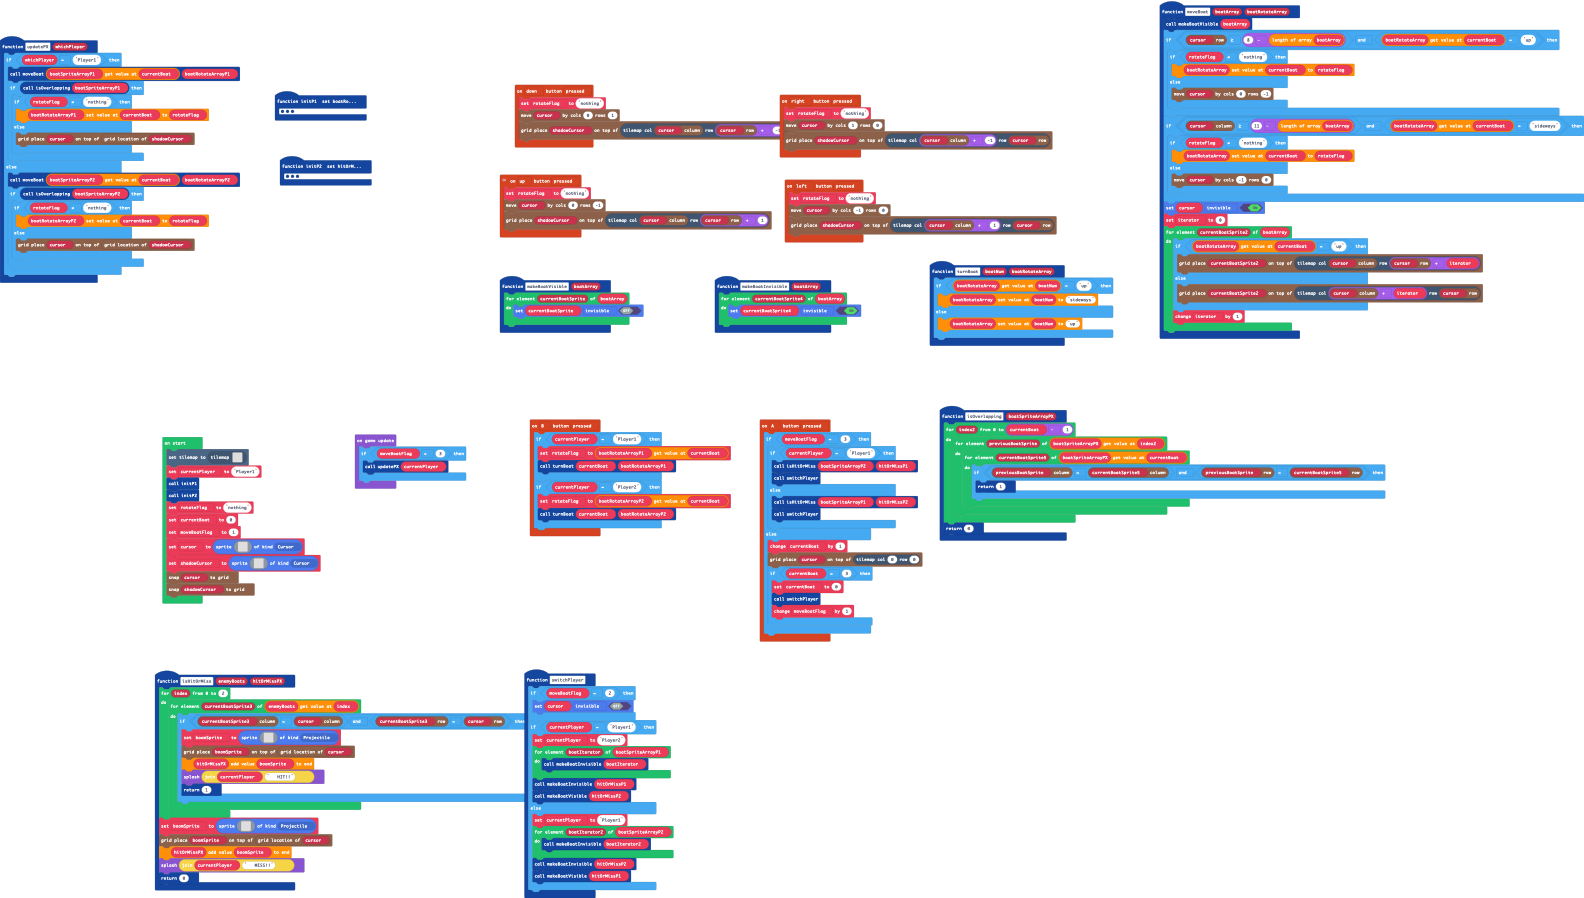 function updatePX whichPlayer
if whichPlayer = Player1 then
call moveBoat boatSpriteArrayP1 get value at currentBoat boatRotateArrayP1
if call isOverlapping boatSpriteArrayP1 then
if rotateFlag ≠ nothing then
boatRotateArrayP1 set value at currentBoat to rotateFlag
else
grid place cursor on top of grid location of shadowCursor
else
call moveBoat boatSpriteArrayP2 get value at currentBoat boatRotateArrayP2
if call isOverlapping boatSpriteArrayP2 then
if rotateFlag = nothing then
boatRotateArrayP2 set value at currentBoat to rotateFlag
else
grid place cursor on top of grid location of shadowCursor
function initP1 set boatRo...
function initP2 set hitOrM...
on down button pressed
set rotateFlag to nothing
move cursor by cols 0 rows 1
grid place shadowCursor on top of tilemap col cursor column row cursor row + -1
on right button pressed
set rotateFlag to nothing
move cursor by cols 1 rows 0
grid place shadowCursor on top of tilemap col cursor column + -1 row cursor row
on up button pressed
set rotateFlag to nothing
move cursor by cols 0 rows -1
grid place shadowCursor on top of tilemap col cursor column row cursor row + 1
on left button pressed
set rotateFlag to nothing
move cursor by cols -1 rows 0
grid place shadowCursor on top of tilemap col cursor column + 1 row cursor row
function makeBoatVisible boatArray
for element currentBoatSprite of boatArray
do set currentBoatSprite invisible OFF
function makeBoatInvisible boatArray
for element currentBoatSprite4 of boatArray
do set currentBoatSprite4 invisible ON
function turnBoat boatNum boatRotateArray
if boatRotateArray get value at boatNum = up then
boatRotateArray set value at boatNum to sideways
else
boatRotateArray set value at boatNum to up
function moveBoat boatArray boatRotateArray
call makeBoatVisible boatArray
if cursor row ≥ 8 - length of array boatArray and boatRotateArray get value at currentBoat = up then
if rotateFlag ≠ nothing then
boatRotateArray set value at currentBoat to rotateFlag
else
move cursor by cols 0 rows -1
if cursor column ≥ 11 - length of array boatArray and boatRotateArray get value at currentBoat = sideways then
if rotateFlag ≠ nothing then
boatRotateArray set value at currentBoat to rotateFlag
else
move cursor by cols -1 rows 0
set cursor invisible ON
set iterator to 0
for element currentBoatSprite2 of boatArray
do if boatRotateArray get value at currentBoat = up then
grid place currentBoatSprite2 on top of tilemap col cursor column row cursor row + iterator
else
grid place currentBoatSprite2 on top of tilemap col cursor column + iterator row cursor row
change iterator by 1
on start
set tilemap to tilemap
set currentPlayer to Player1
call initP1
call initP2
set rotateFlag to nothing
set currentBoat to 0
set moveBoatFlag to 1
set cursor to sprite of kind Cursor
set shadowCursor to sprite of kind Cursor
snap cursor to grid
snap shadowCursor to grid
on game update
if moveBoatFlag ≠ 3 then
call updatePX currentPlayer
on B button pressed
if currentPlayer = Player1 then
set rotateFlag to boatRotateArrayP1 get value at currentBoat
call turnBoat currentBoat boatRotateArrayP1
if currentPlayer = Player2 then
set rotateFlag to boatRotateArrayP2 get value at currentBoat
call turnBoat currentBoat boatRotateArrayP2
on A button pressed
if moveBoatFlag = 3 then
if currentPlayer = Player1 then
call isHitOrMiss boatSpriteArrayP2 hitOrMissP1
call switchPlayer
else
call isHitOrMiss boatSpriteArrayP1 hitOrMissP2
call switchPlayer
else
change currentBoat by 1
grid place cursor on top of tilemap col 0 row 0
if currentBoat = 3 then
set currentBoat to 0
call switchPlayer
change moveBoatFlag by 1
function isOverlapping boatSpriteArrayPX
for index2 from 0 to currentBoat - 1
do for element previousBoatSprite of boatSpriteArrayPX get value at index2
do for element currentBoatSprite5 of boatSpriteArrayPX get value at currentBoat
do if previousBoatSprite column = currentBoatSprite5 column and previousBoatSprite row = currentBoatSprite5 row then
return 1
return 0
function isHitOrMiss enemyBoats hitOrMissPX
for index from 0 to 2
do for element currentBoatSprite3 of enemyBoats get value at index
do if currentBoatSprite3 column = cursor column and currentBoatSprite3 row = cursor row then
set boomSprite to sprite of kind Projectile
grid place boomSprite on top of grid location of cursor
hitOrMissPX add value boomSprite to end
splash join currentPlayer HIT!!
return 1
set boomSprite to sprite of kind Projectile
grid place boomSprite on top of grid location of cursor
hitOrMissPX add value boomSprite to end
splash join currentPlayer MISS!!
return 0
function switchPlayer
if moveBoatFlag = 2 then
set cursor invisible OFF
if currentPlayer = Player1 then
set currentPlayer to Player2
for element boatIterator of boatSpriteArrayP1
do call makeBoatInvisible boatIterator
call makeBoatInvisible hitOrMissP1
call makeBoatVisible hitOrMissP2
else
set currentPlayer to Player1
for element boatIterator2 of boatSpriteArrayP2
do call makeBoatInvisible boatIterator2
call makeBoatInvisible hitOrMissP2
call makeBoatVisible hitOrMissP1